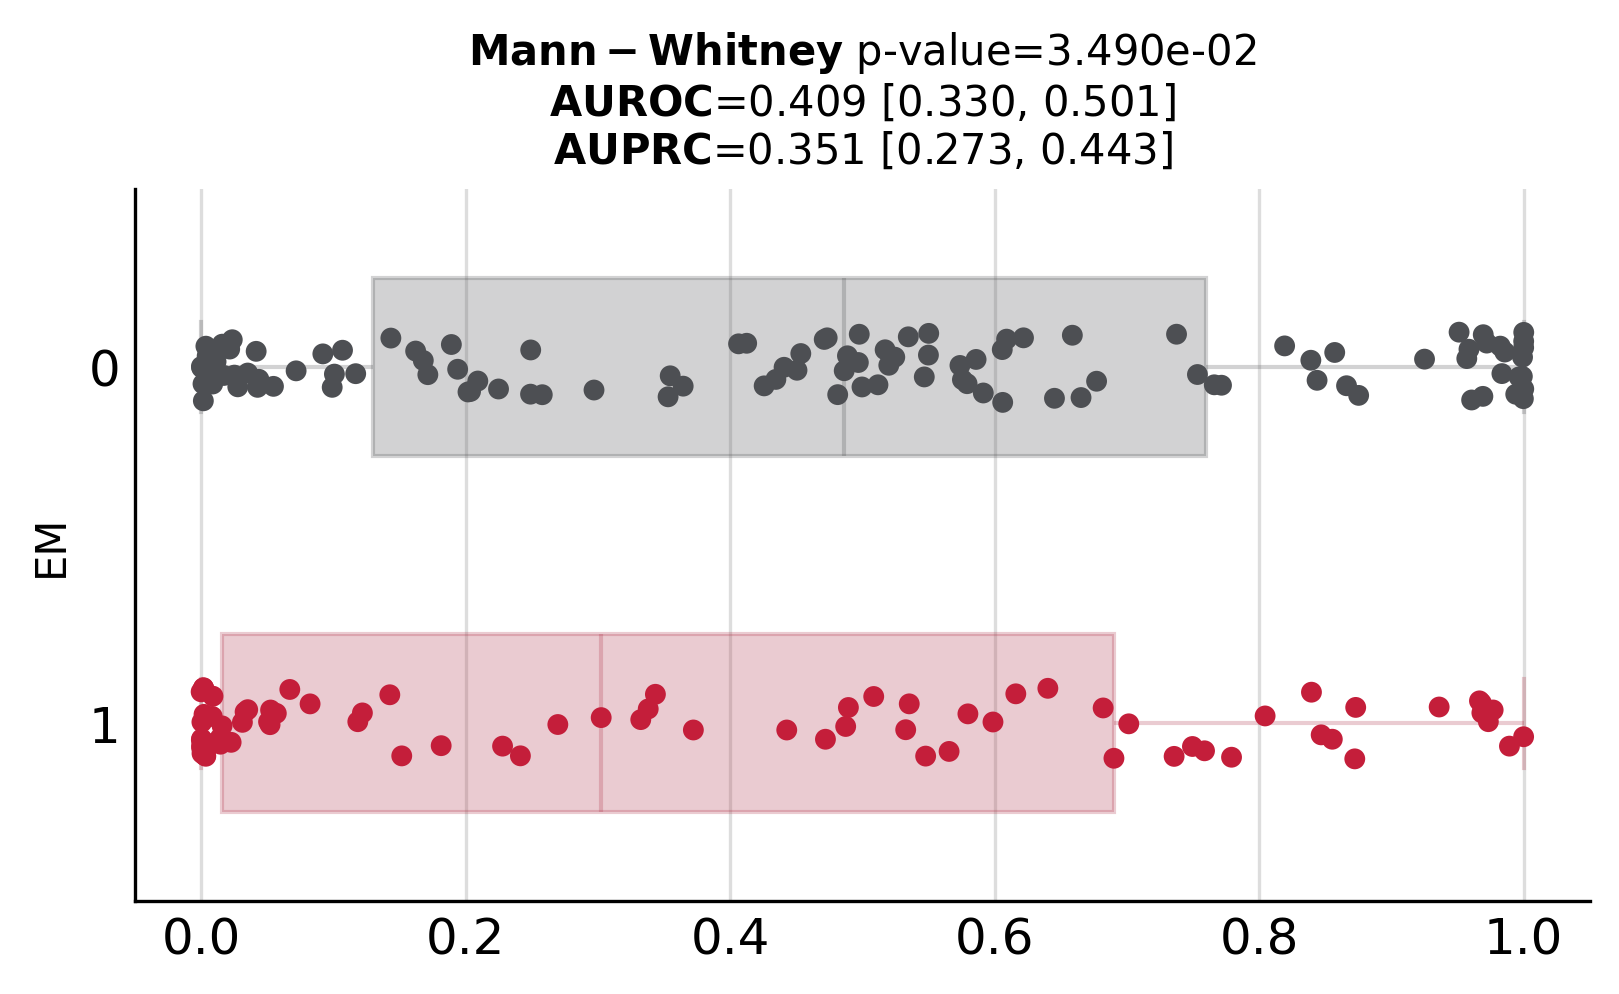 Mann − Whitney p-value=3.490e-02
AUROC=0.409 [0.330, 0.501]
AUPRC=0.351 [0.273, 0.443]
0
EM
1
0.0 0.2 0.4 0.6 0.8 1.0